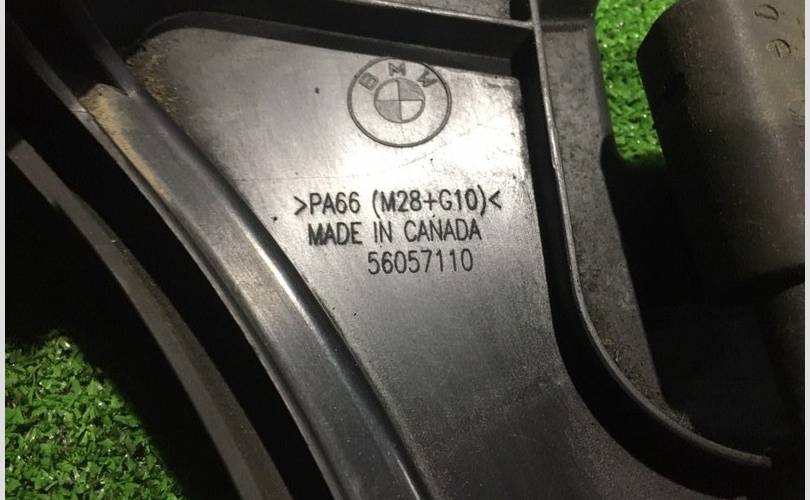 BMW
>PA66 (M28+G10)<
MADE IN CANADA
56057110